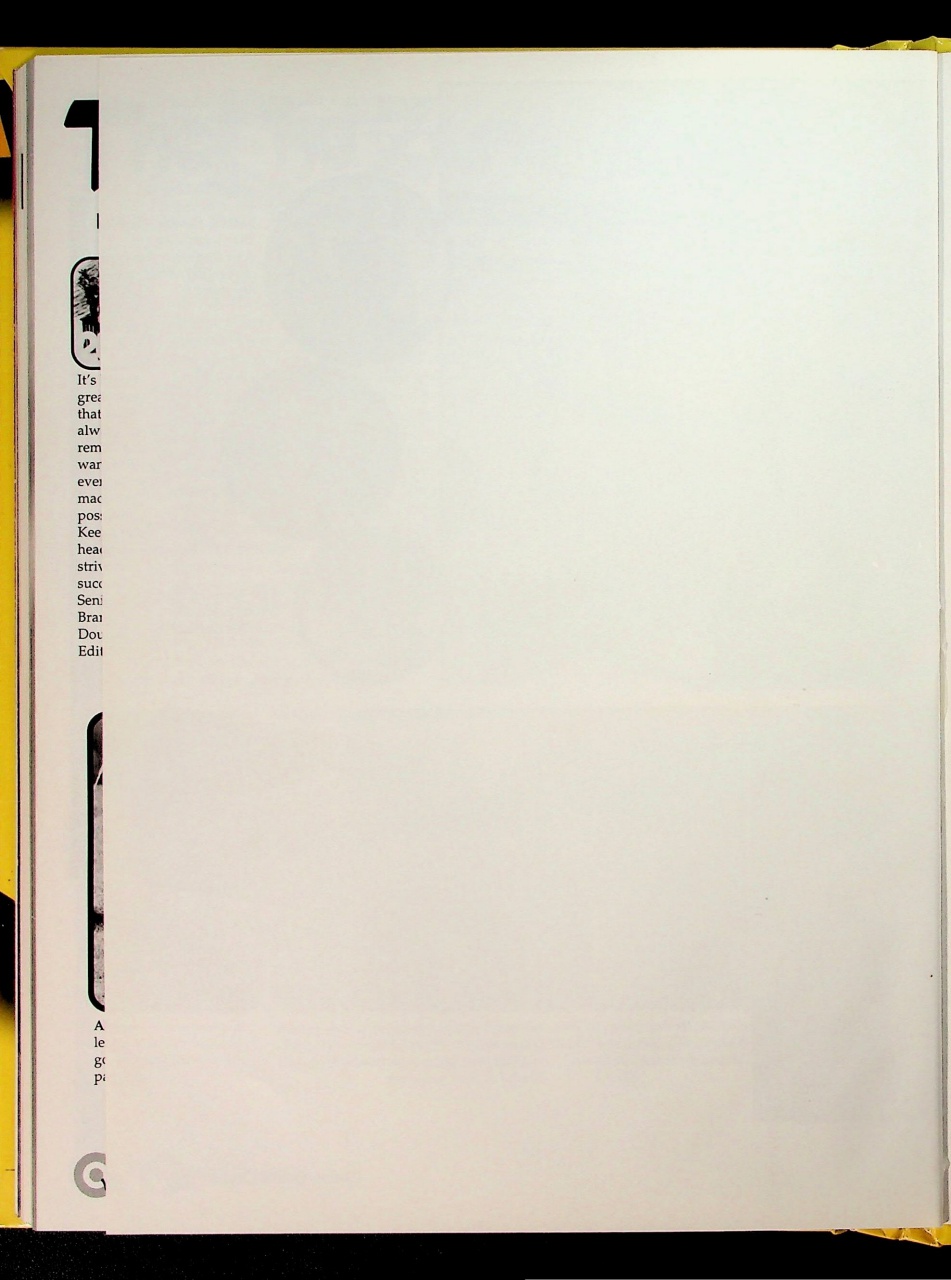 It's
grea
that
alw
rem
war
ever
mad
poss
Kee
head
striv
succ
Seni
Bran
Dou
Edit
A
le
go
pa